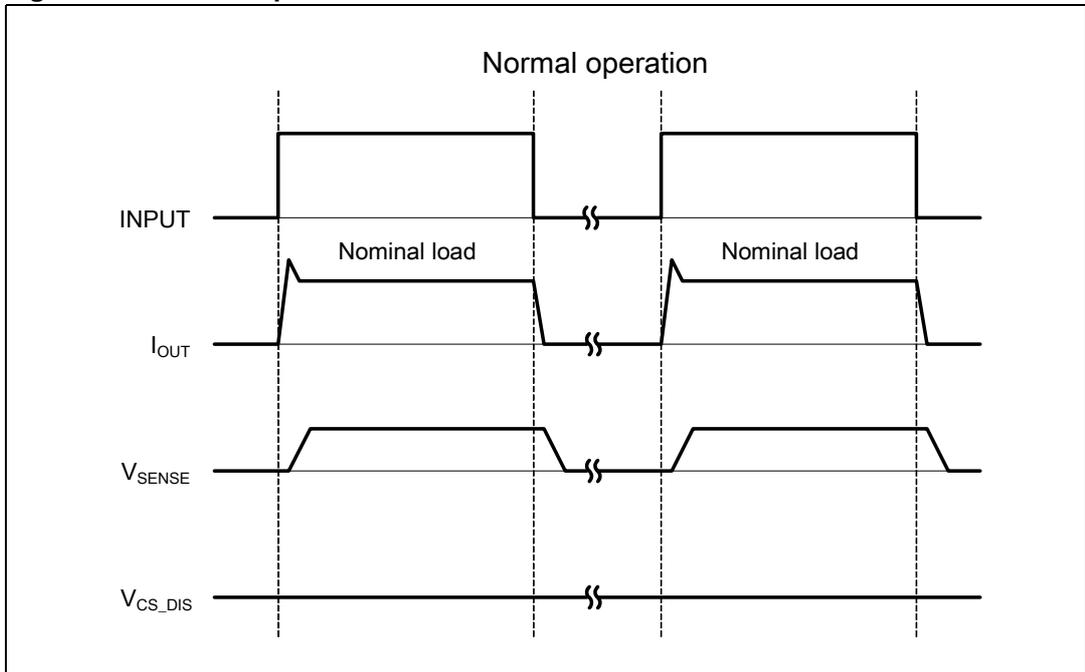 Normal operation
INPUT
Nominal load Nominal load
I_OUT
V_SENSE
V_CS_DIS